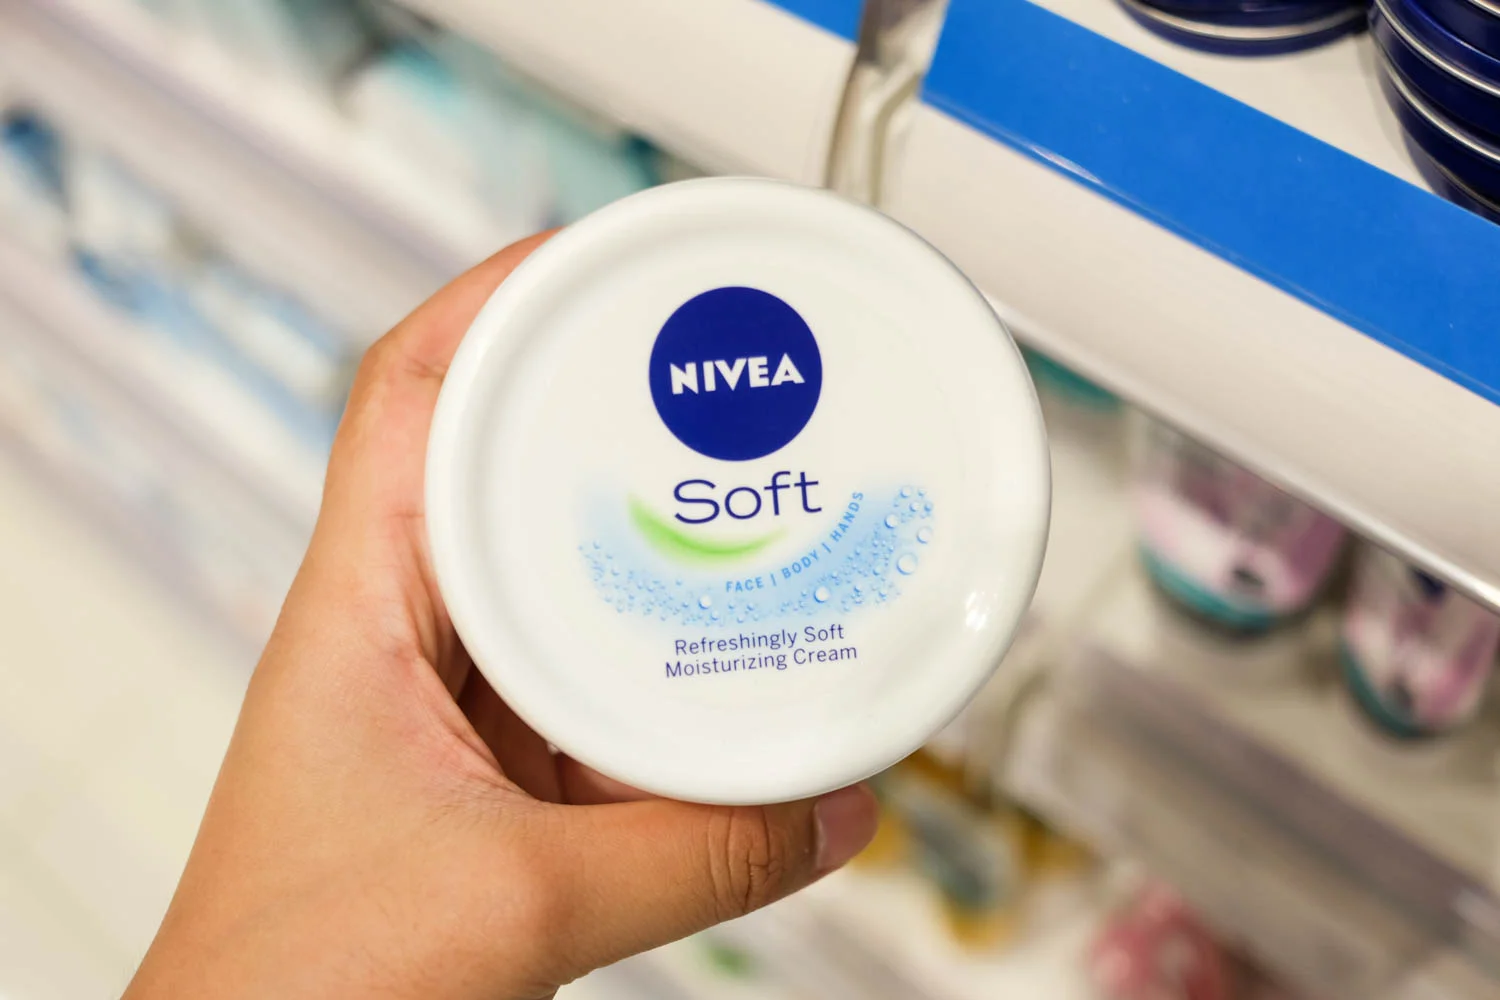 NIVEA
Soft
FACE | BODY | HANDS
Refreshingly Soft
Moisturizing Cream